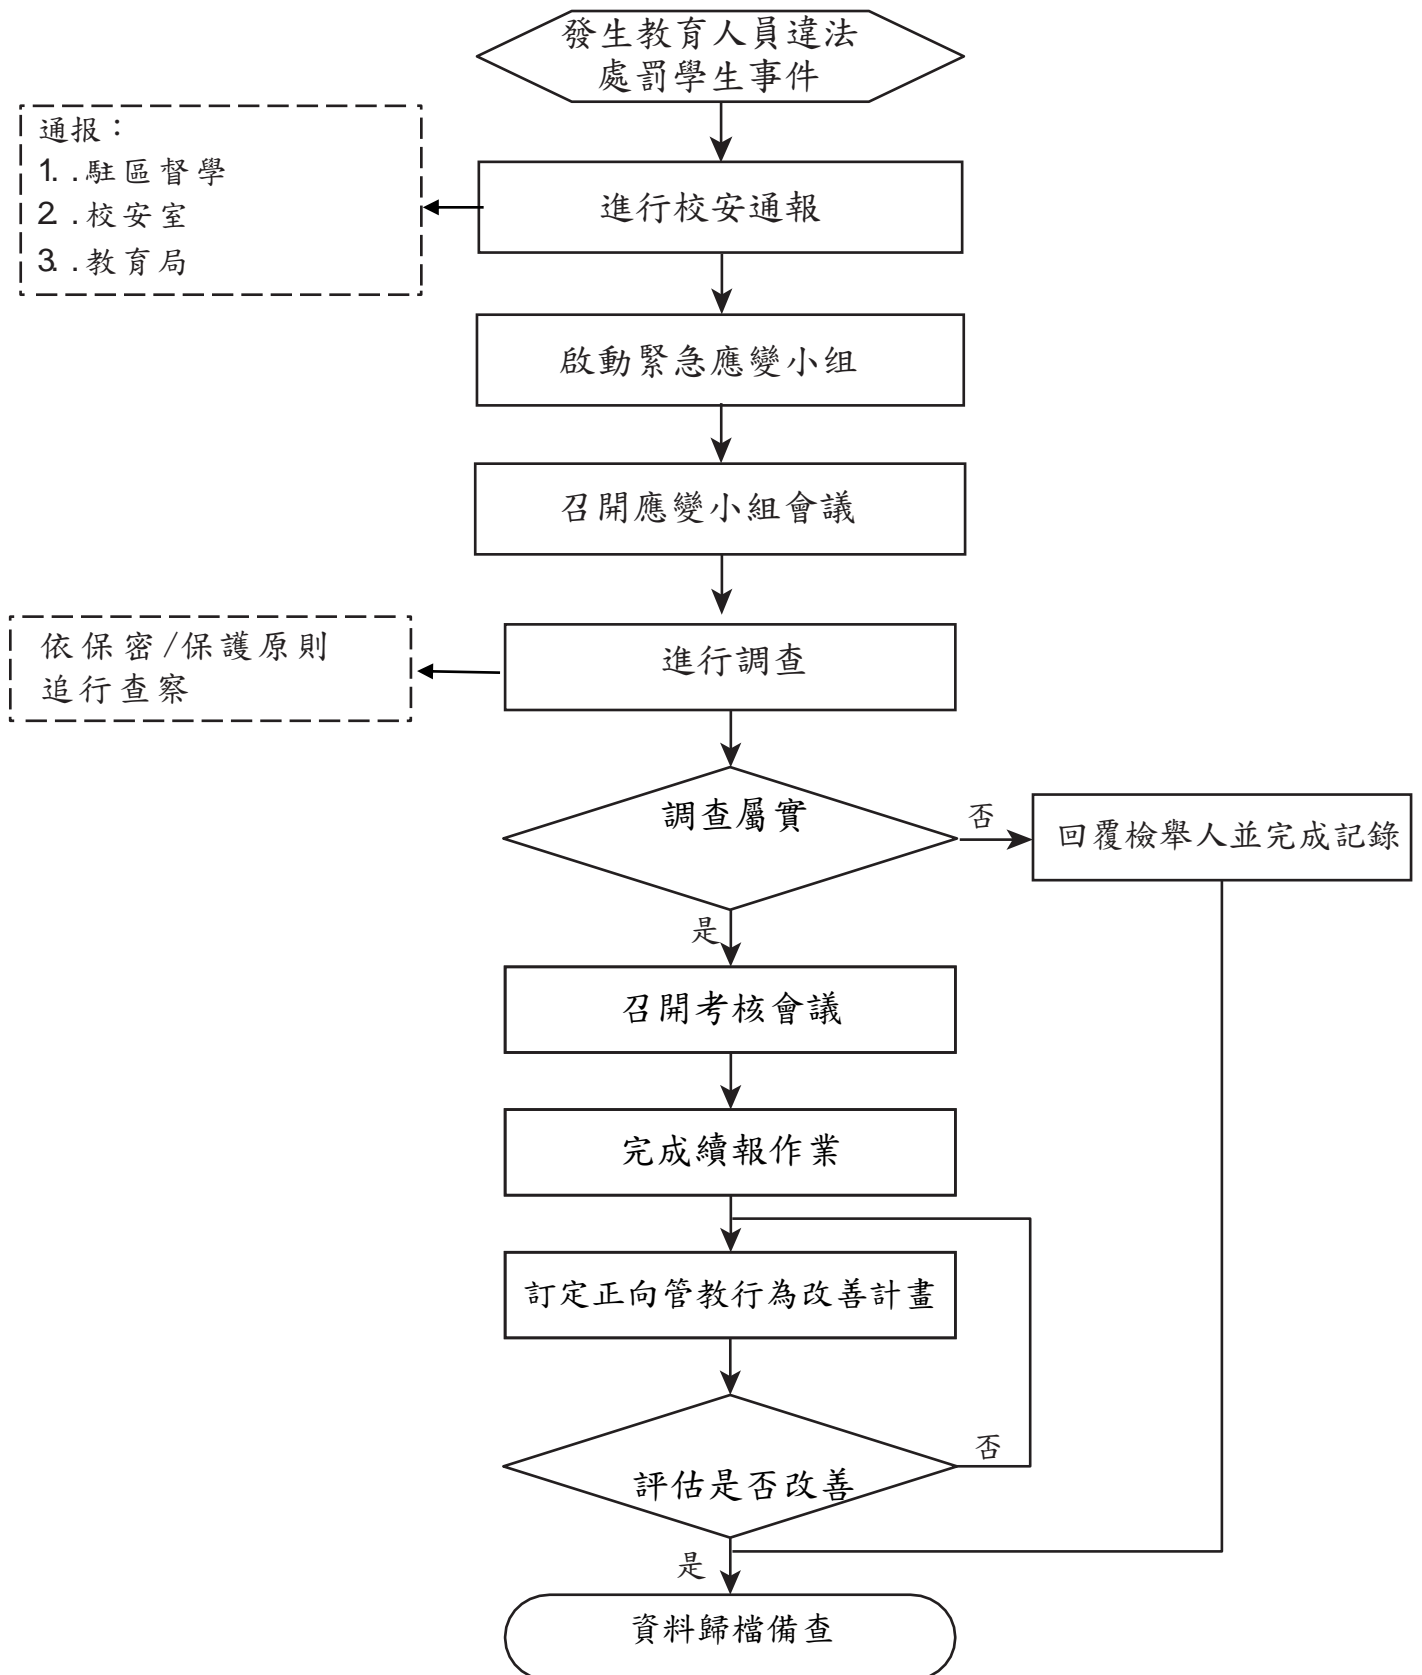 發生教育人員違法
處罰學生事件
通报：
1. .駐區督學
2. .校安室
3. .教育局
進行校安通報
啟動緊急應變小组
召開應變小組會議
依保密/保護原則
追行查察
進行調查
調查屬實
否
回覆檢舉人並完成記錄
是
召開考核會議
完成續報作業
訂定正向管教行為改善計畫
否
評估是否改善
是
資料歸檔備查